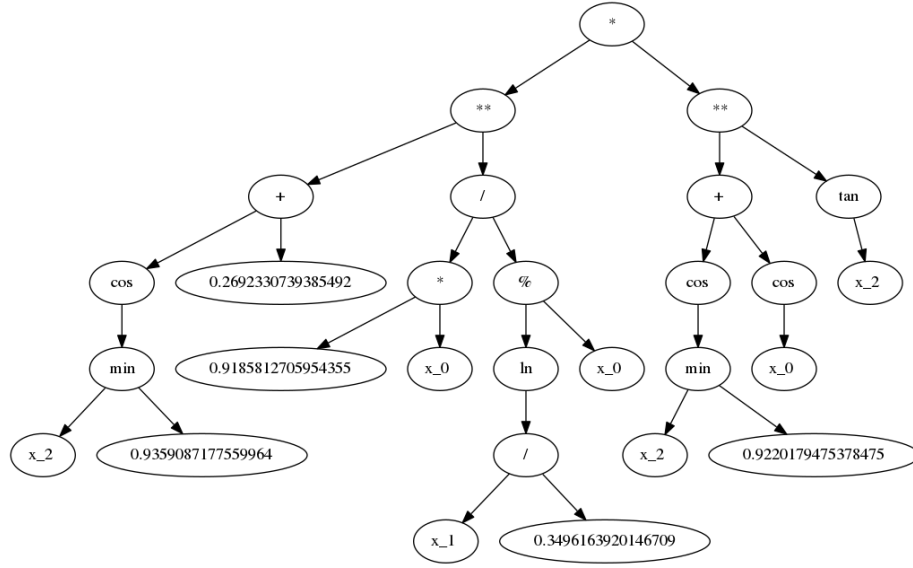 *
** **
+ / + tan
cos 0.2692330739385492 * % cos cos x_2
min 0.9185812705954355 x_0 ln x_0 min x_0
x_2 0.9359087177559964 / x_2 0.9220179475378475
x_1 0.3496163920146709